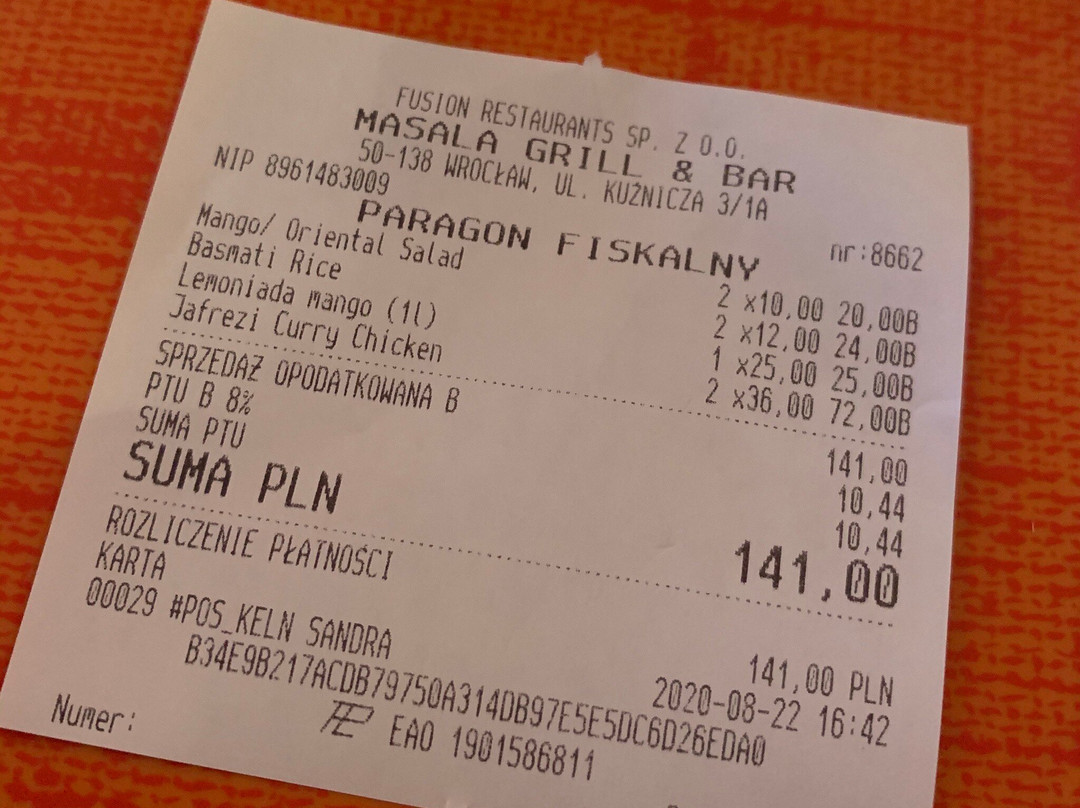 FUSION RESTAURANTS SP. Z O.O.
MASALA GRILL & BAR
50-138 WROCŁAW, UL. KUŹNICZA 3/1A
NIP 8961483009 nr:8662
PARAGON FISKALNY
Mango/ Oriental Salad 2 x10,00 20,00B
Basmati Rice 2 x12,00 24,00B
Lemoniada mango (1l) 1 x25,00 25,00B
Jafrezi Curry Chicken 2 x36,00 72,00B
SPRZEDAŻ OPODATKOWANA B 141,00
PTU B 8% 10,44
SUMA PTU 10,44
SUMA PLN 141,00
ROZLICZENIE PŁATNOŚCI
KARTA 141,00 PLN
00029 #POS_KELN SANDRA 2020-08-22 16:42
B34E9B217ACDB79750A314DB97E5E5DC6D26EDA0
EAO 1901586811
Numer: